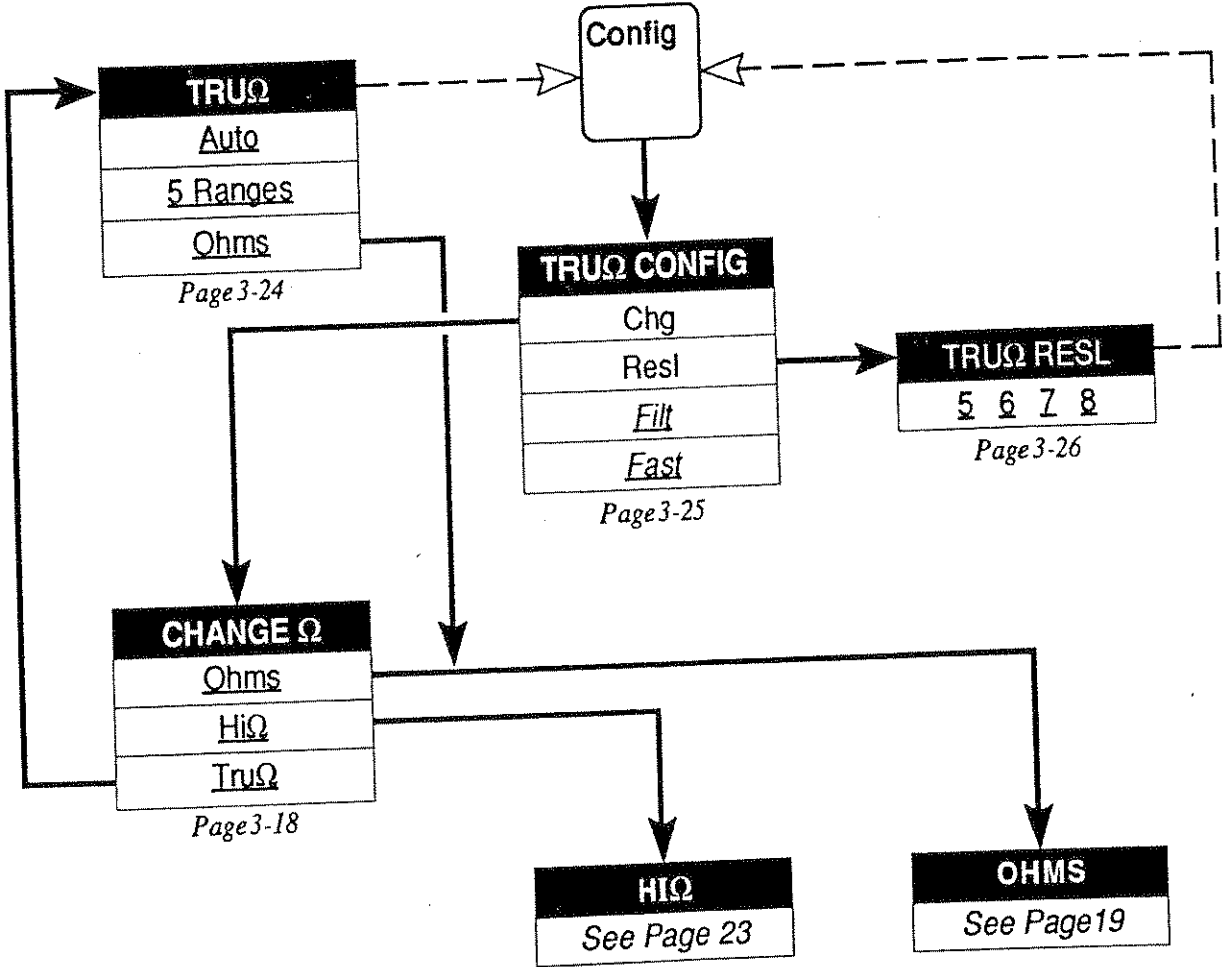 Config
TRUΩ
Auto
5 Ranges
Ohms
Page 3-24
TRUΩ CONFIG
Chg
Resl
Filt
Fast
Page 3-25
TRUΩ RESL
5 6 7 8
Page 3-26
CHANGE Ω
Ohms
HiΩ
TruΩ
Page 3-18
HIΩ
See Page 23
OHMS
See Page19